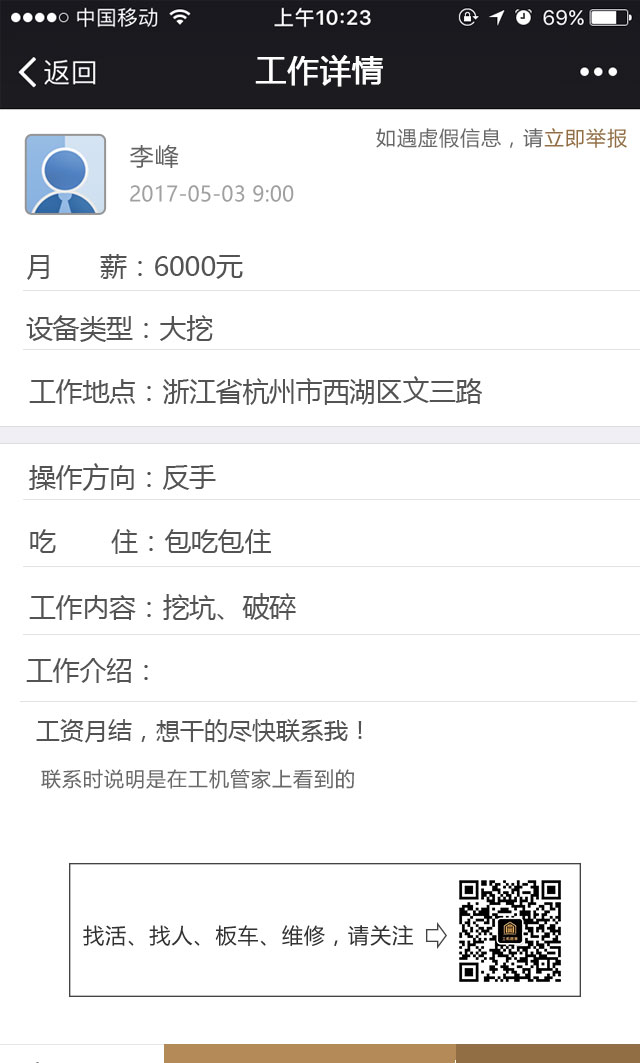 中国移动 上午10:23 69%
返回 工作详情
如遇虚假信息，请立即举报
李峰
2017-05-03 9:00
月 薪：6000元
设备类型：大挖
工作地点：浙江省杭州市西湖区文三路
操作方向：反手
吃 住：包吃包住
工作内容：挖坑、破碎
工作介绍：
工资月结，想干的尽快联系我！
联系时说明是在工机管家上看到的
找活、找人、板车、维修，请关注